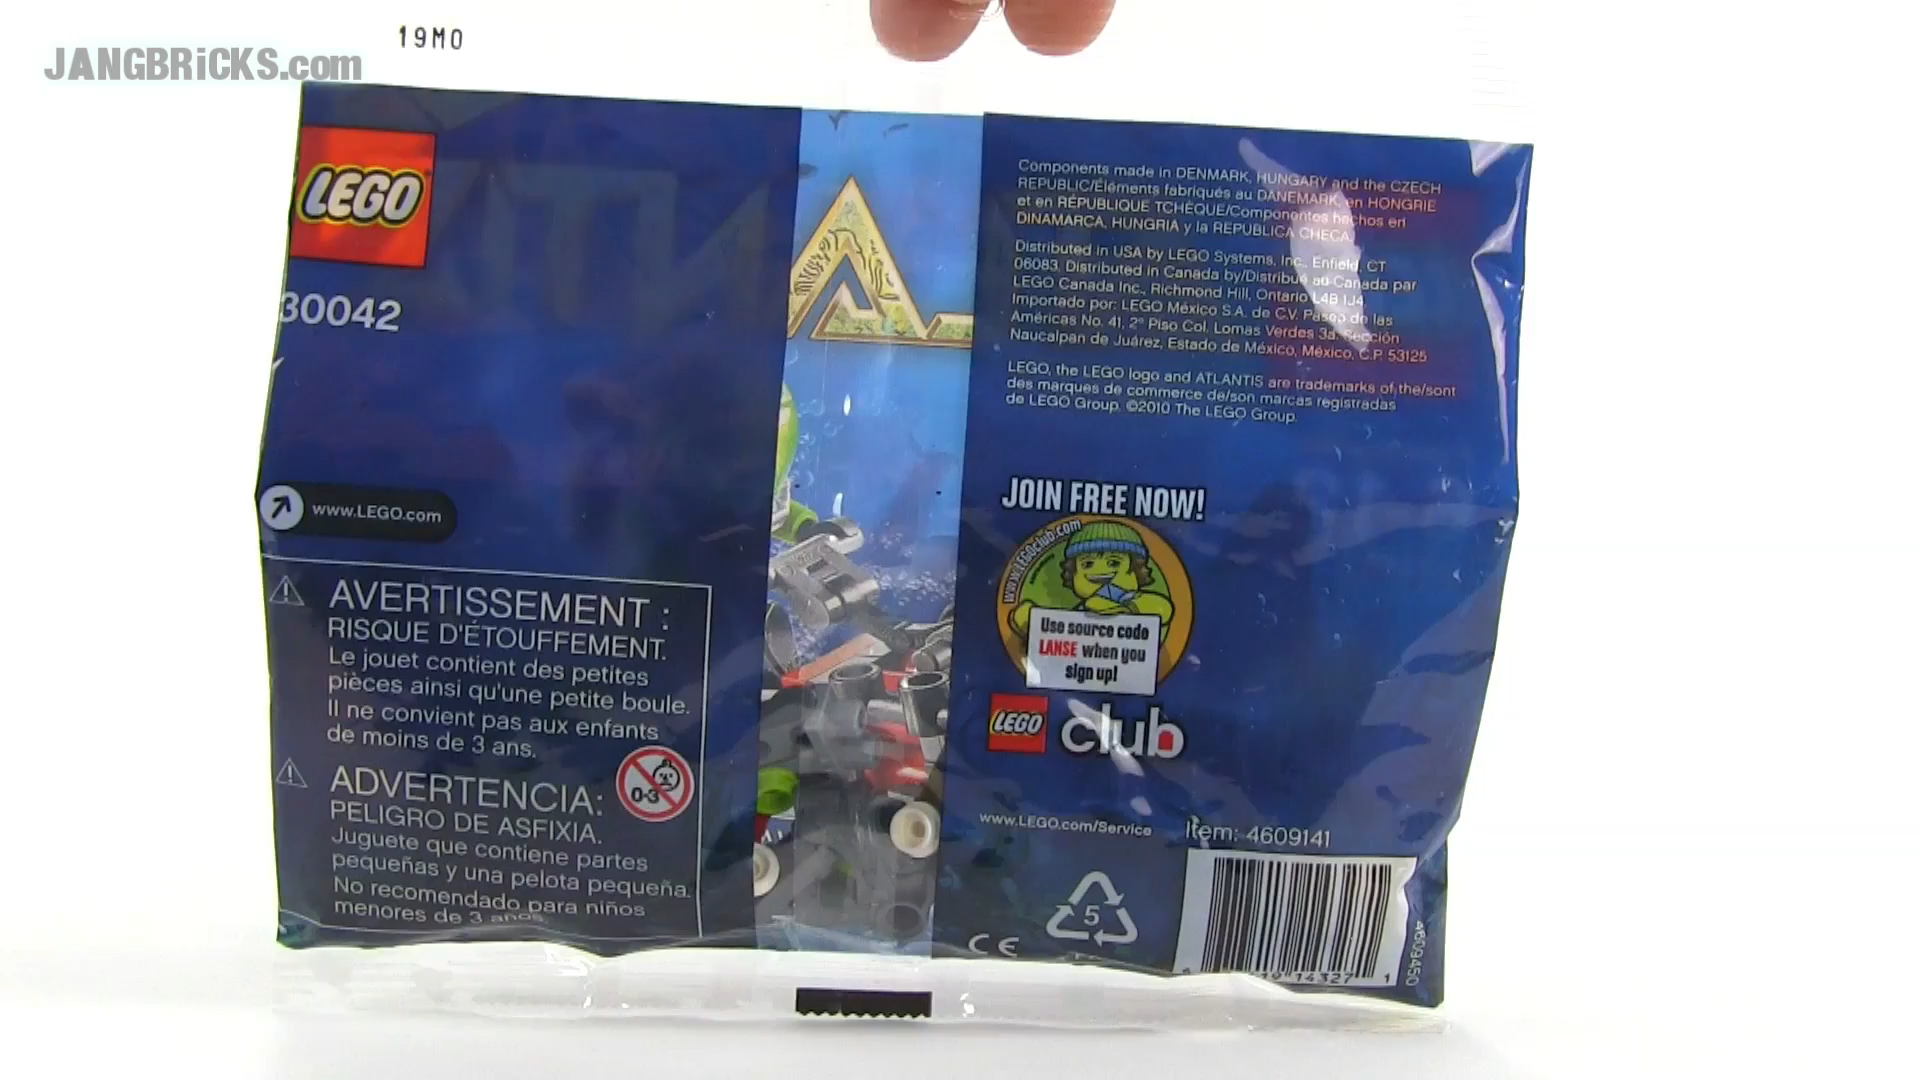 19M0
JANGBRiCKS.com
LEGO
30042
www.LEGO.com
AVERTISSEMENT :
RISQUE D'ÉTOUFFEMENT.
Le jouet contient des petites
pièces ainsi qu'une petite boule.
Il ne convient pas aux enfants
de moins de 3 ans.
ADVERTENCIA:
PELIGRO DE ASFIXIA.
Juguete que contiene partes
pequeñas y una pelota pequeña.
No recomendado para niños
menores de 3 años.
0-3
Components made in DENMARK, HUNGARY and the CZECH
REPUBLIC/Éléments fabriqués au DANEMARK, en HONGRIE
et en RÉPUBLIQUE TCHÈQUE/Componentes hechos en
DINAMARCA, HUNGRIA y la REPUBLICA CHECA.
Distributed in USA by LEGO Systems, Inc., Enfield, CT
06083. Distributed in Canada by/Distribué au Canada par
LEGO Canada Inc., Richmond Hill, Ontario L4B 1J4
Importado por: LEGO México S.A. de C.V. Paseo de las
Américas No. 41, 2° Piso Col. Lomas Verdes 3a. Sección
Naucalpan de Juárez, Estado de México, México, C.P. 53125
LEGO, the LEGO logo and ATLANTIS are trademarks of the/sont
des marques de commerce de/son marcas registradas
de LEGO Group. ©2010 The LEGO Group.
JOIN FREE NOW!
www.LEGOclub.com
Use source code
LANSE when you
sign up!
LEGO club
www.LEGO.com/Service
Item: 4609141
5
CE
14327 1
4609450